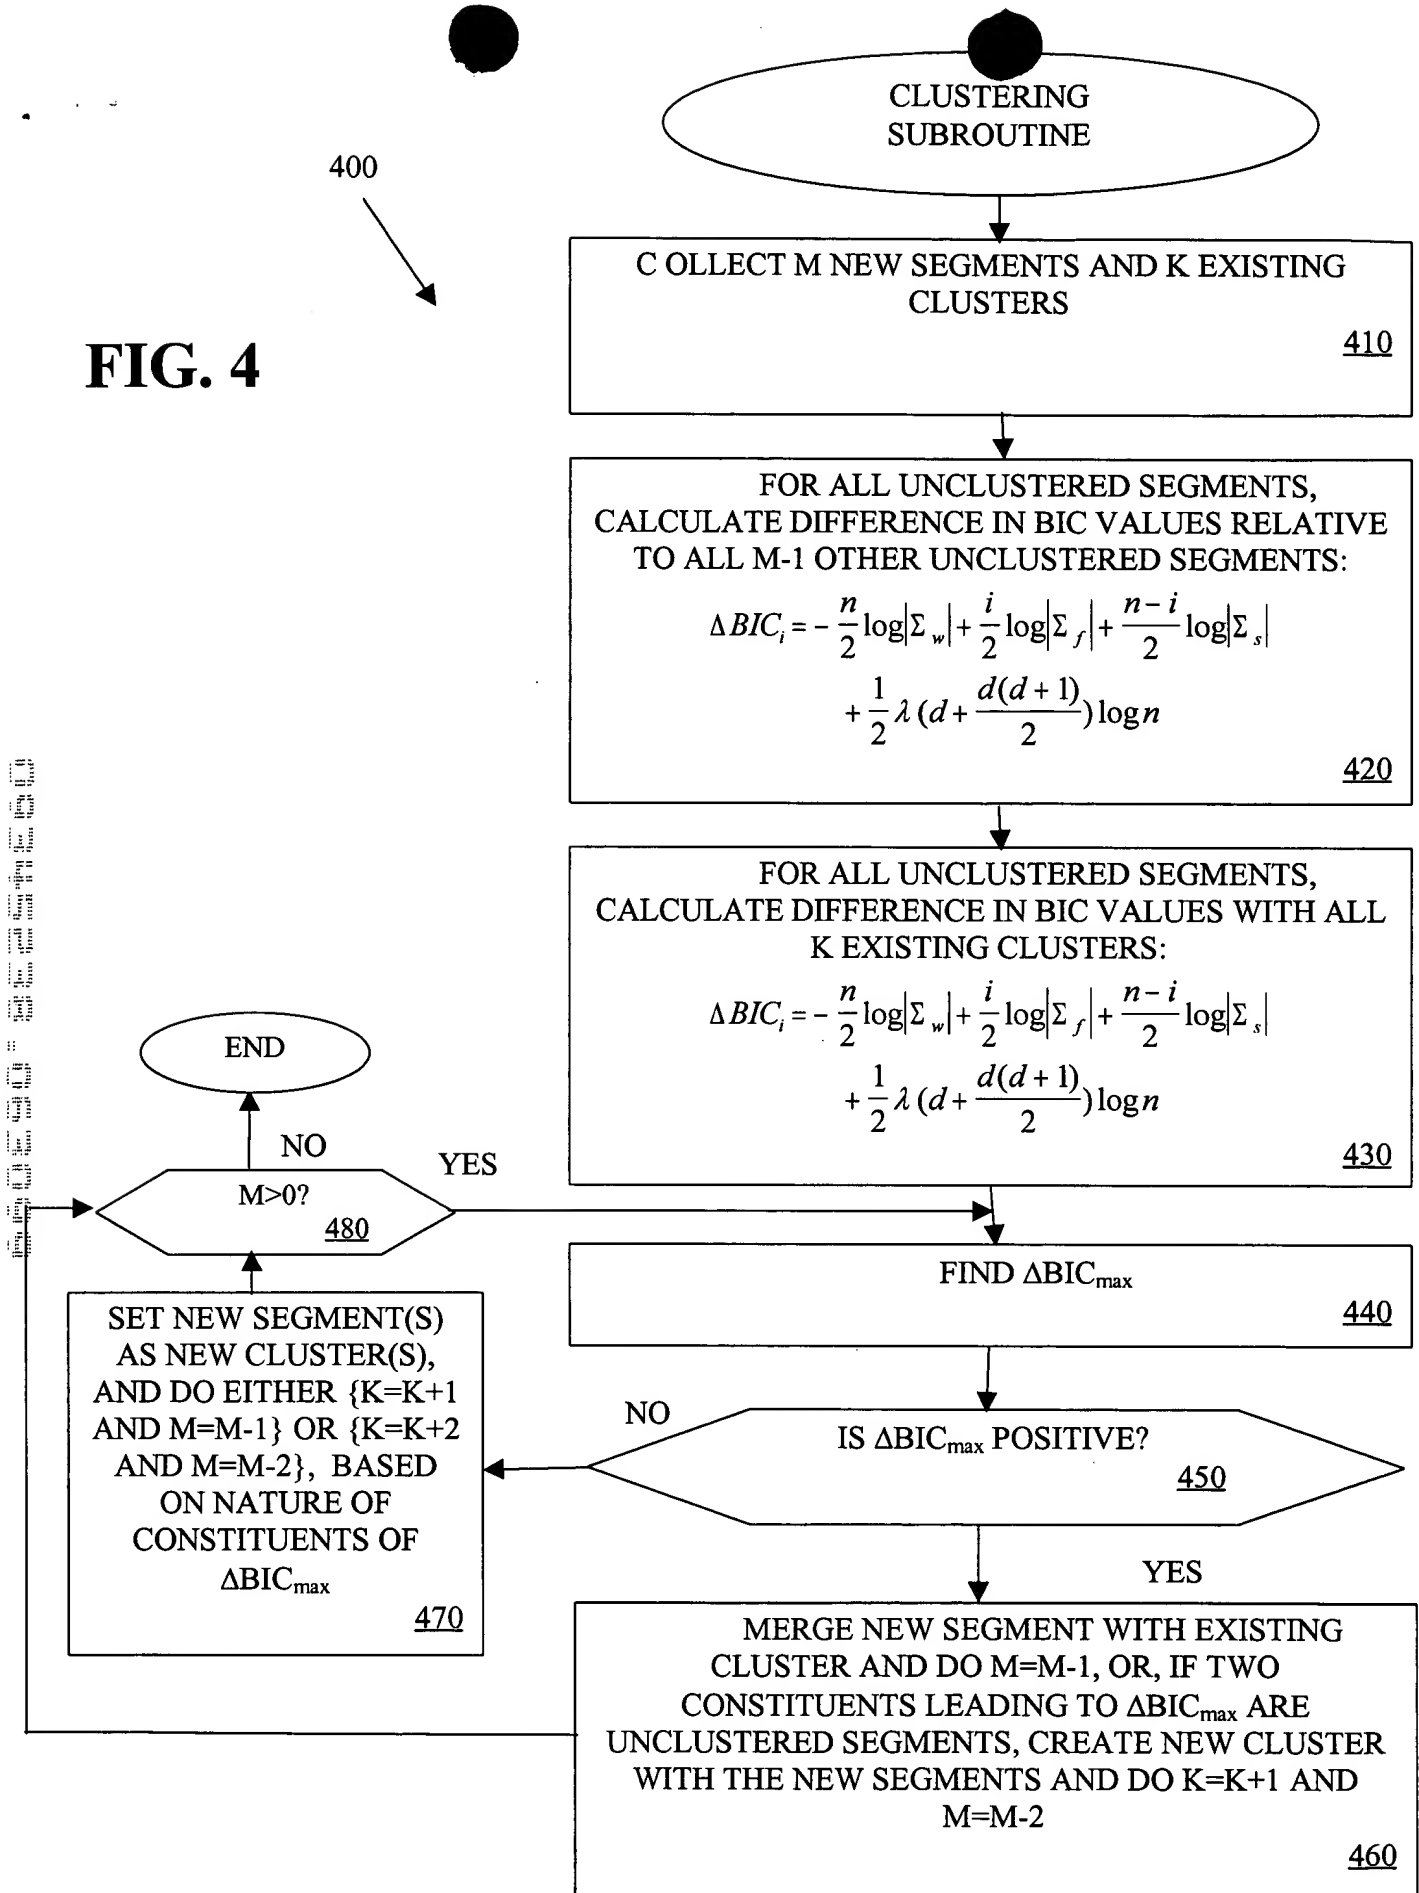 CLUSTERING
SUBROUTINE
400
C OLLECT M NEW SEGMENTS AND K EXISTING
CLUSTERS
410
FIG. 4
FOR ALL UNCLUSTERED SEGMENTS,
CALCULATE DIFFERENCE IN BIC VALUES RELATIVE
TO ALL M-1 OTHER UNCLUSTERED SEGMENTS:
ΔBIC_i = - n/2 log|Σ_w| + i/2 log|Σ_f| + n-i/2 log|Σ_s|
+ 1/2 λ (d + d(d+1)/2) log n
420
FOR ALL UNCLUSTERED SEGMENTS,
CALCULATE DIFFERENCE IN BIC VALUES WITH ALL
K EXISTING CLUSTERS:
ΔBIC_i = - n/2 log|Σ_w| + i/2 log|Σ_f| + n-i/2 log|Σ_s|
+ 1/2 λ (d + d(d+1)/2) log n
430
END
NO
YES
M>0?
480
FIND ΔBIC_max
440
SET NEW SEGMENT(S)
AS NEW CLUSTER(S),
AND DO EITHER {K=K+1
AND M=M-1} OR {K=K+2
AND M=M-2}, BASED
ON NATURE OF
CONSTITUENTS OF
ΔBIC_max
470
NO
IS ΔBIC_max POSITIVE?
450
YES
MERGE NEW SEGMENT WITH EXISTING
CLUSTER AND DO M=M-1, OR, IF TWO
CONSTITUENTS LEADING TO ΔBIC_max ARE
UNCLUSTERED SEGMENTS, CREATE NEW CLUSTER
WITH THE NEW SEGMENTS AND DO K=K+1 AND
M=M-2
460